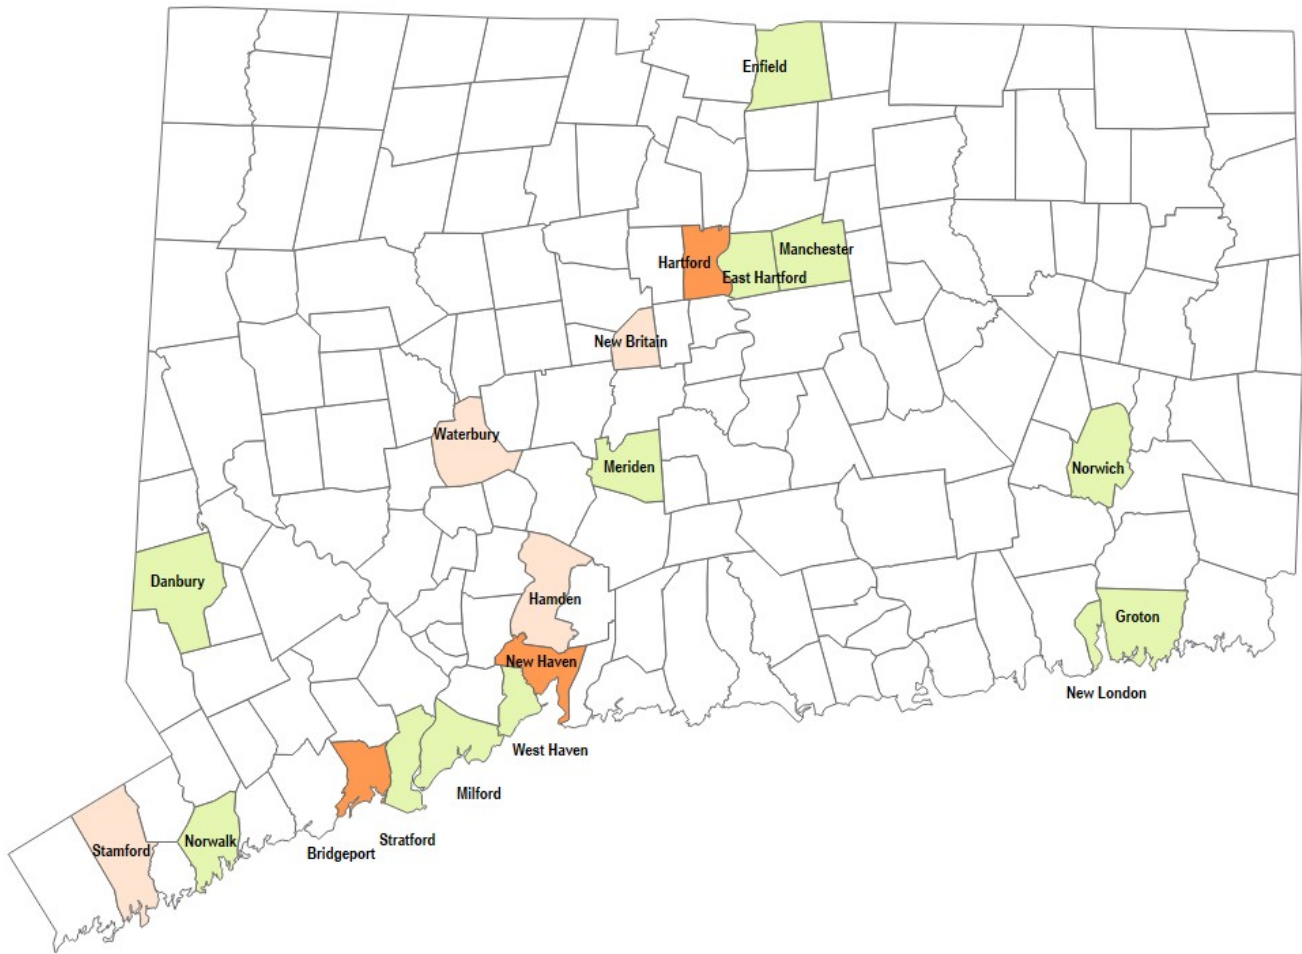 Enfield
Manchester
Hartford
East Hartford
New Britain
Waterbury
Meriden
Norwich
Danbury
Hamden
Groton
New Haven
New London
West Haven
Milford
Stratford
Norwalk
Stamford
Bridgeport